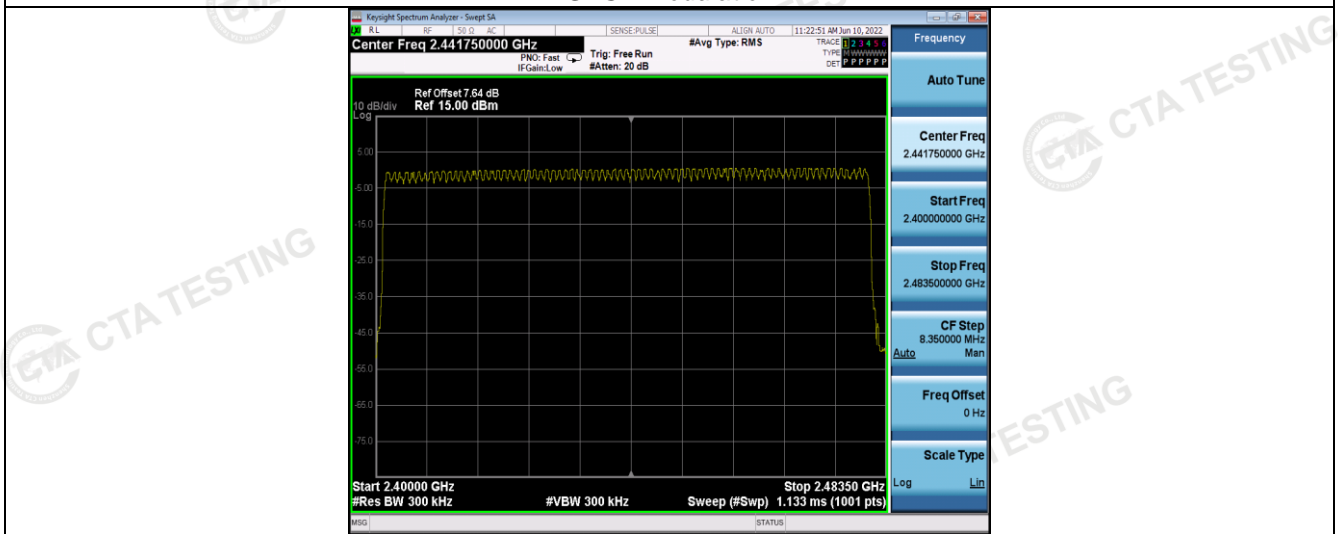 Keysight Spectrum Analyzer - Swept SA
RL RF 50 Ω AC SENSE:PULSE ALIGN AUTO 11:22:51 AM Jun 10, 2022
Center Freq 2.441750000 GHz
PNO: Fast
IFGain:Low
Trig: Free Run
#Atten: 20 dB
#Avg Type: RMS
TRACE 1 2 3 4 5 6
TYPE M WWWWW
DET P P P P P P
Ref Offset 7.64 dB
10 dB/div Ref 15.00 dBm
Log
5.00
-5.00
-15.0
-25.0
-35.0
-45.0
-55.0
-65.0
-75.0
Start 2.40000 GHz Stop 2.48350 GHz
#Res BW 300 kHz #VBW 300 kHz Sweep (#Swp) 1.133 ms (1001 pts)
MSG STATUS
Frequency
Auto Tune
Center Freq
2.441750000 GHz
Start Freq
2.400000000 GHz
Stop Freq
2.483500000 GHz
CF Step
8.350000 MHz
Auto Man
Freq Offset
0 Hz
Scale Type
Log Lin
CTA TESTING
CTA TESTING
TESTING